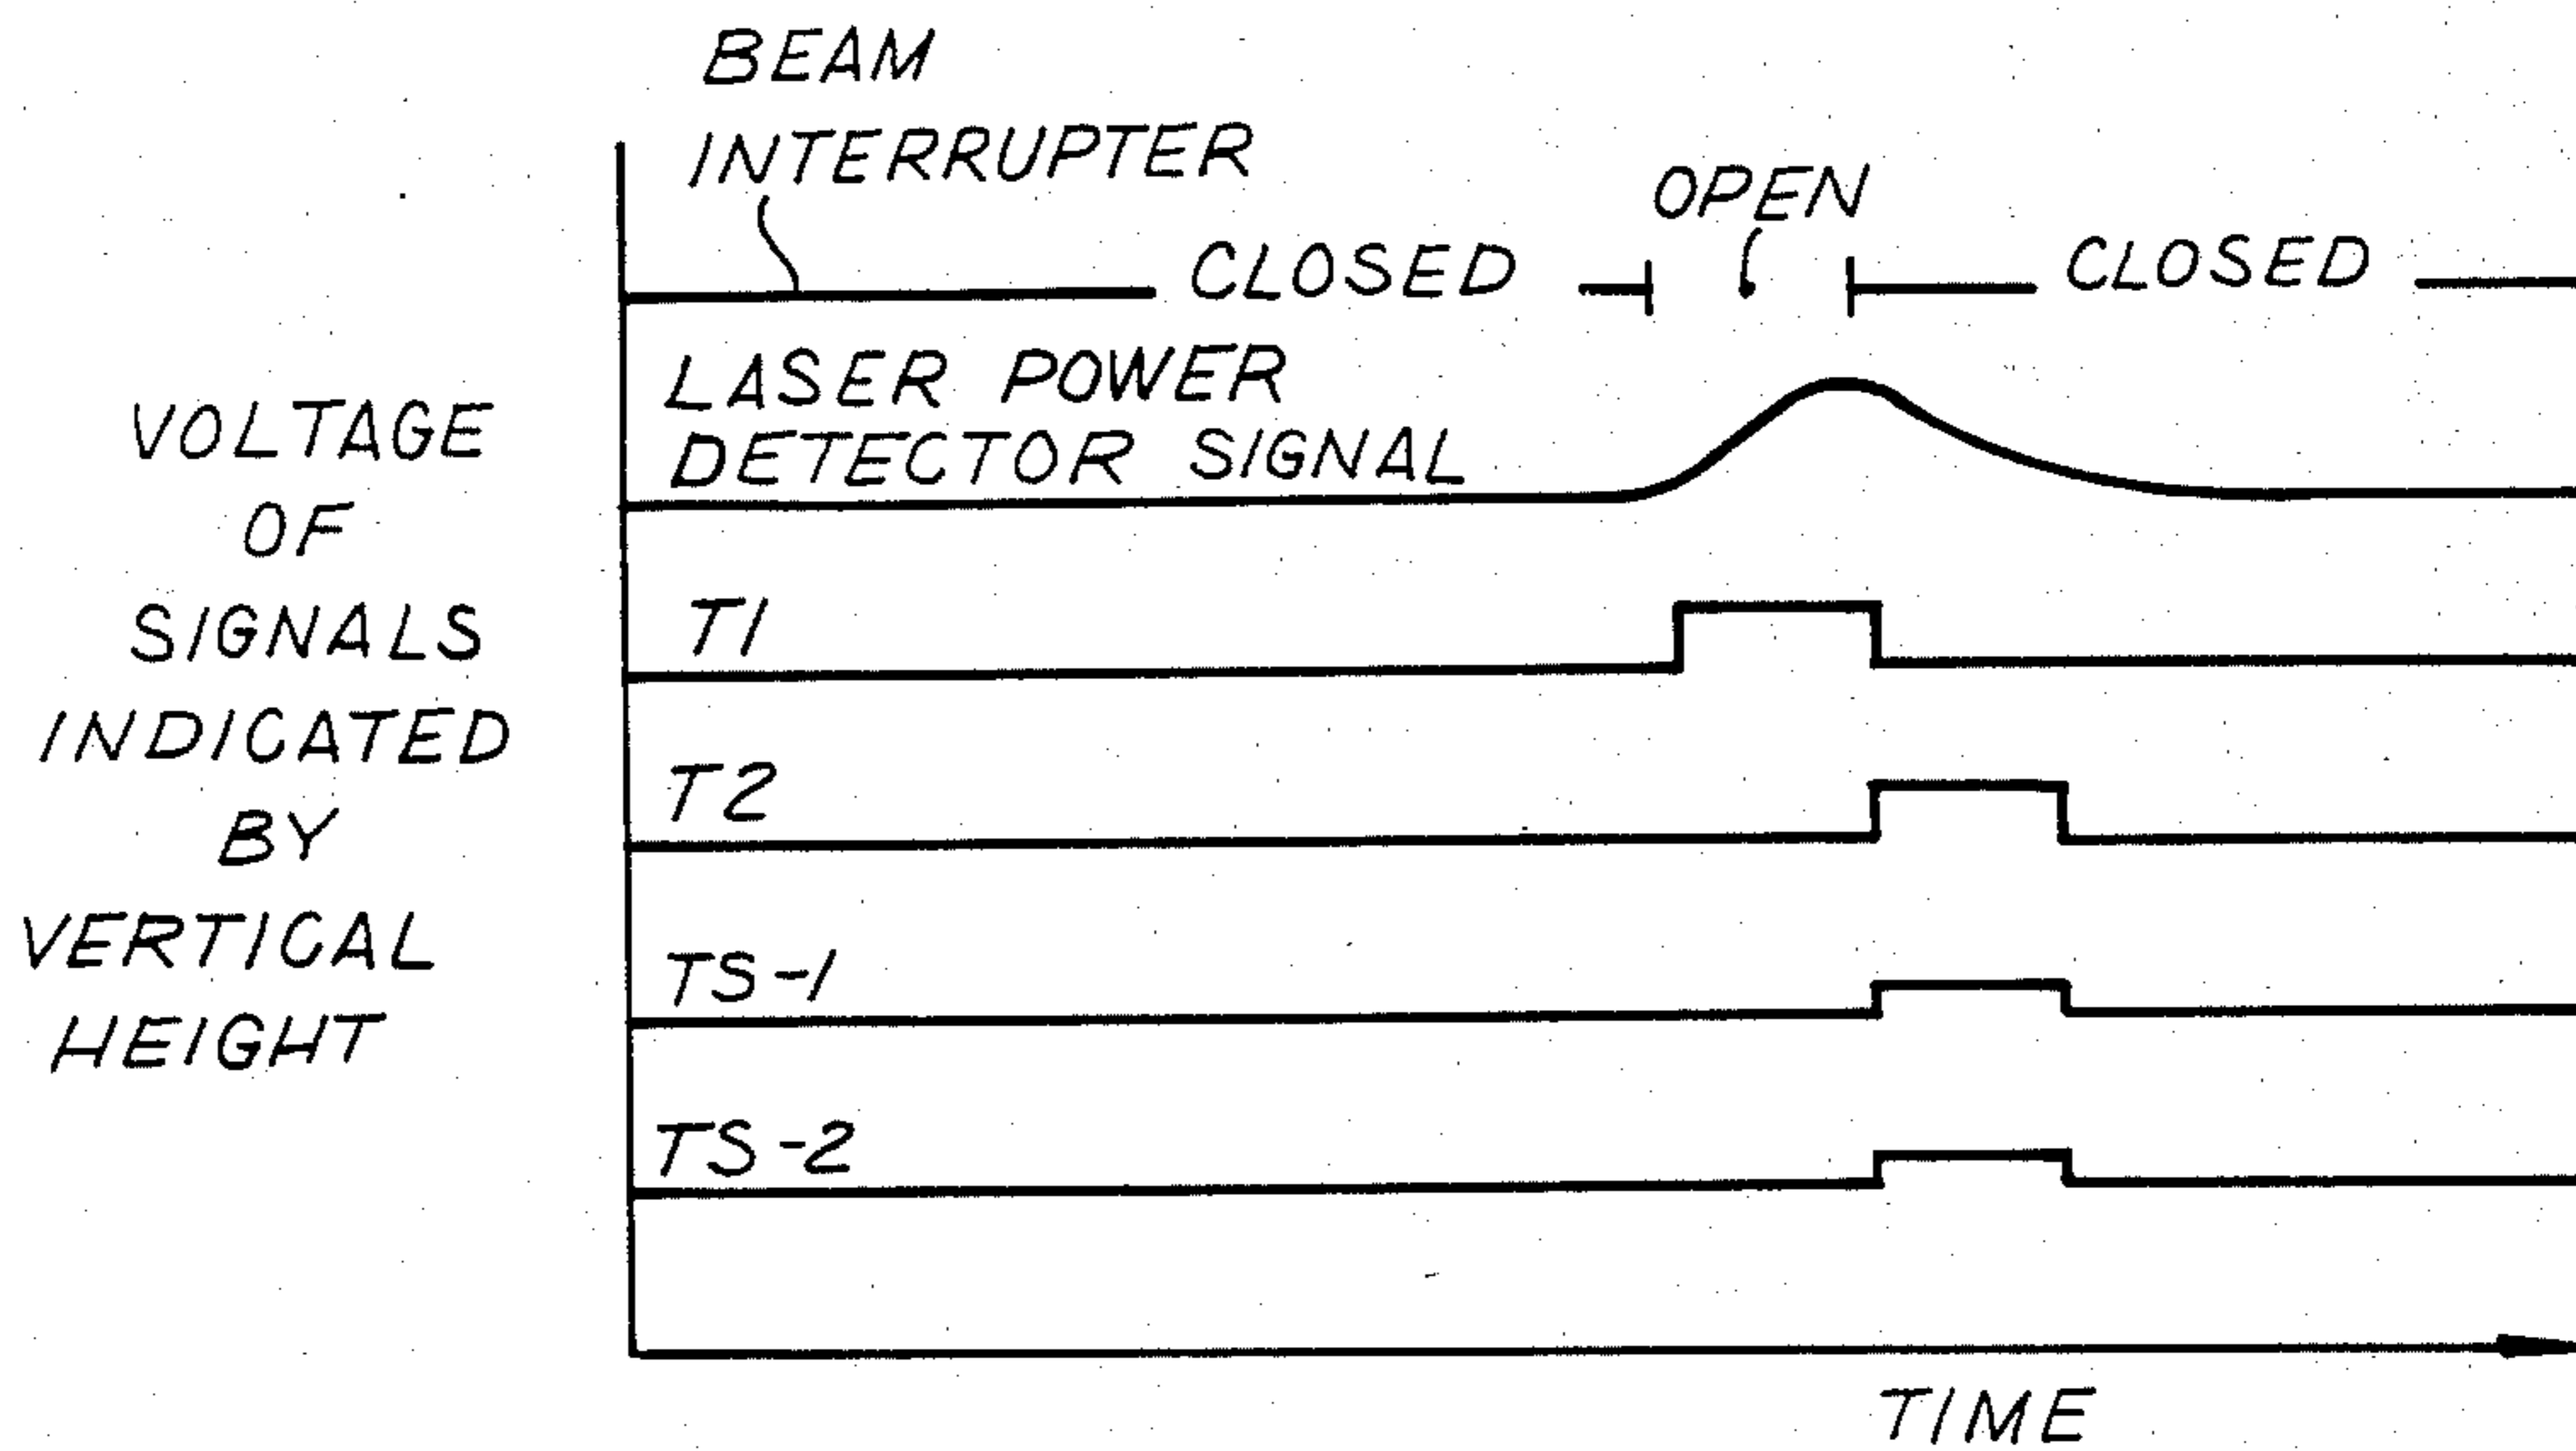 BEAM
INTERRUPTER
OPEN
CLOSED
CLOSED
LASER POWER
DETECTOR SIGNAL
VOLTAGE
OF
SIGNALS
INDICATED
BY
VERTICAL
HEIGHT
T1
T2
TS-1
TS-2
TIME